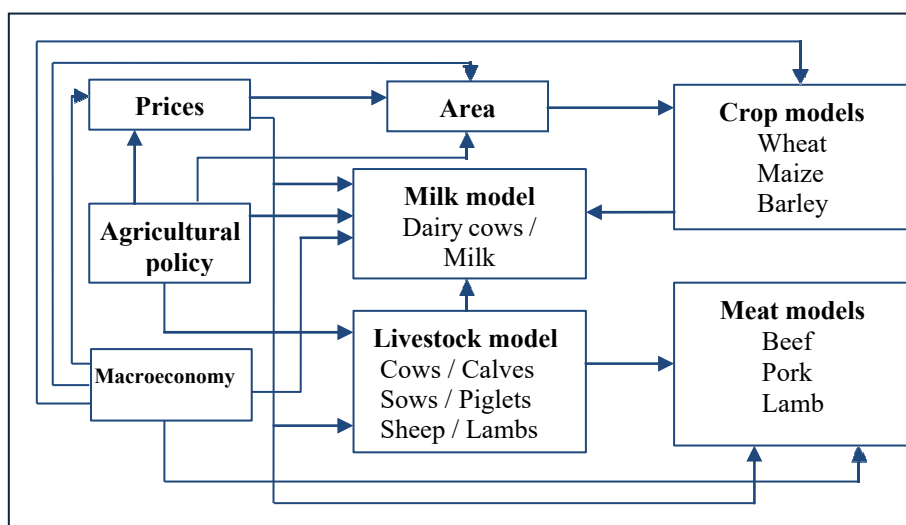 Prices
Area
Crop models
Wheat
Maize
Barley
Milk model
Dairy cows /
Milk
Agricultural
policy
Livestock model
Cows / Calves
Sows / Piglets
Sheep / Lambs
Meat models
Beef
Pork
Lamb
Macroeconomy